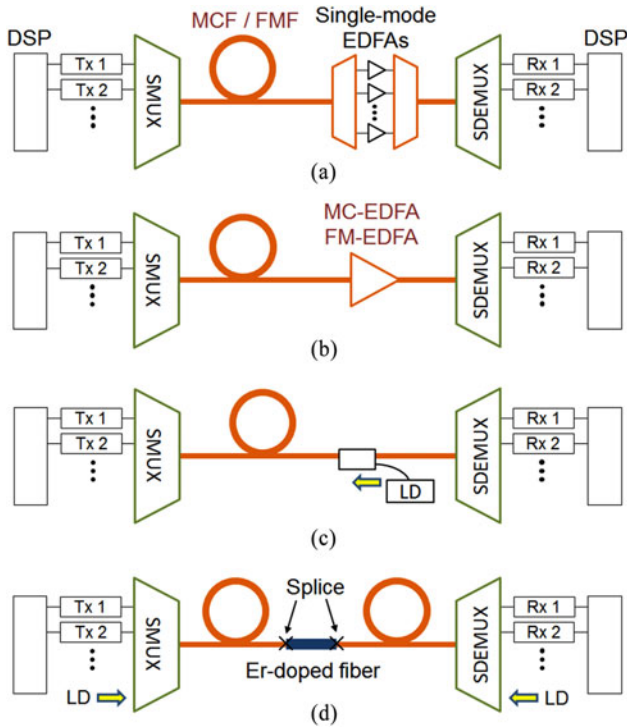 MCF / FMF
Single-mode
EDFAs
DSP
Tx 1
Tx 2
SMUX
SDEMUX
Rx 1
Rx 2
DSP
(a)
MC-EDFA
FM-EDFA
Tx 1
Tx 2
SMUX
SDEMUX
Rx 1
Rx 2
(b)
Tx 1
Tx 2
SMUX
LD
SDEMUX
Rx 1
Rx 2
(c)
Splice
Tx 1
Tx 2
SMUX
Er-doped fiber
SDEMUX
Rx 1
Rx 2
LD
LD
(d)